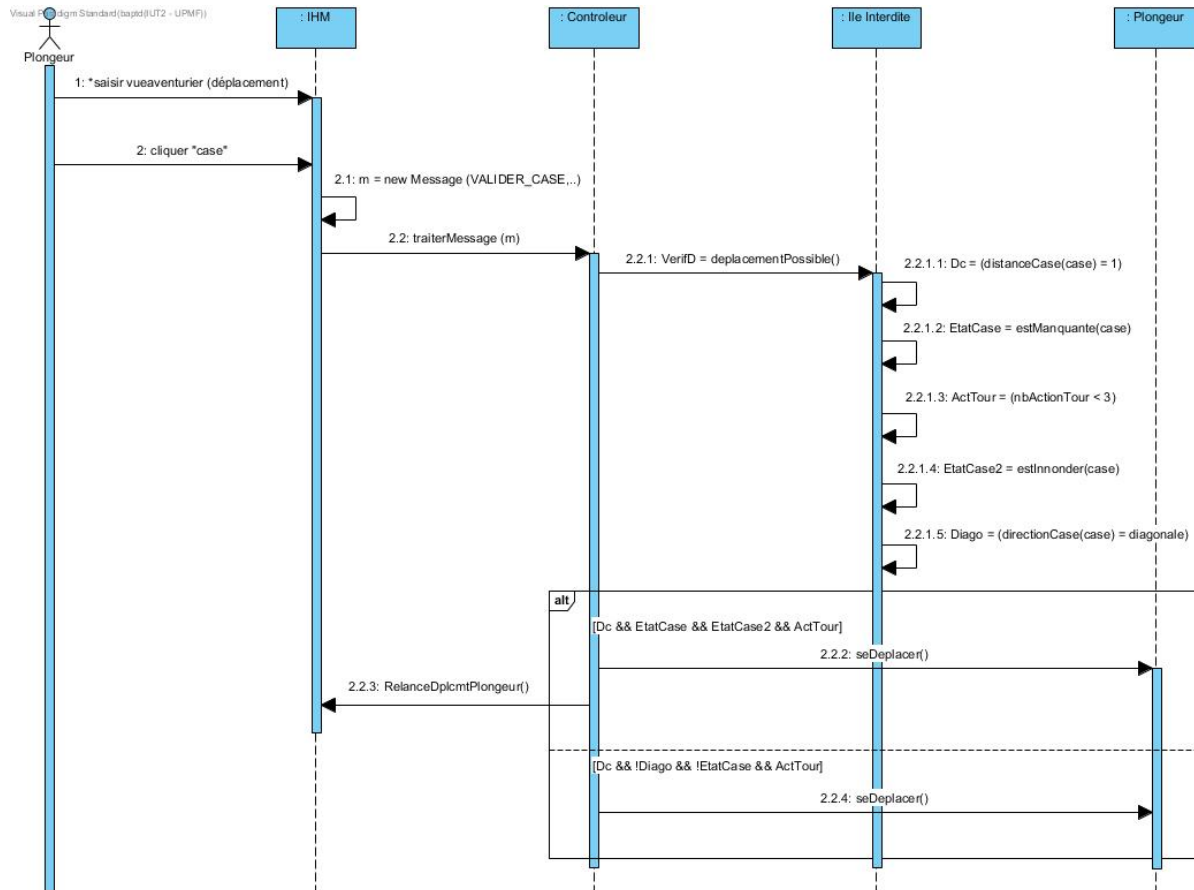 Visual Paradigm Standard(baptd(IUT2 - UPMF))
: IHM
: Controleur
: Ile Interdite
: Plongeur
Plongeur
1: *saisir vueaventurier (déplacement)
2: cliquer "case"
2.1: m = new Message (VALIDER_CASE,..)
2.2: traiterMessage (m)
2.2.1: VerifD = deplacementPossible()
2.2.1.1: Dc = (distanceCase(case) = 1)
2.2.1.2: EtatCase = estManquante(case)
2.2.1.3: ActTour = (nbActionTour < 3)
2.2.1.4: EtatCase2 = estInnonder(case)
2.2.1.5: Diago = (directionCase(case) = diagonale)
alt
[Dc && EtatCase && EtatCase2 && ActTour]
2.2.2: seDeplacer()
2.2.3: RelanceDplcmtPlongeur()
[Dc && !Diago && !EtatCase && ActTour]
2.2.4: seDeplacer()